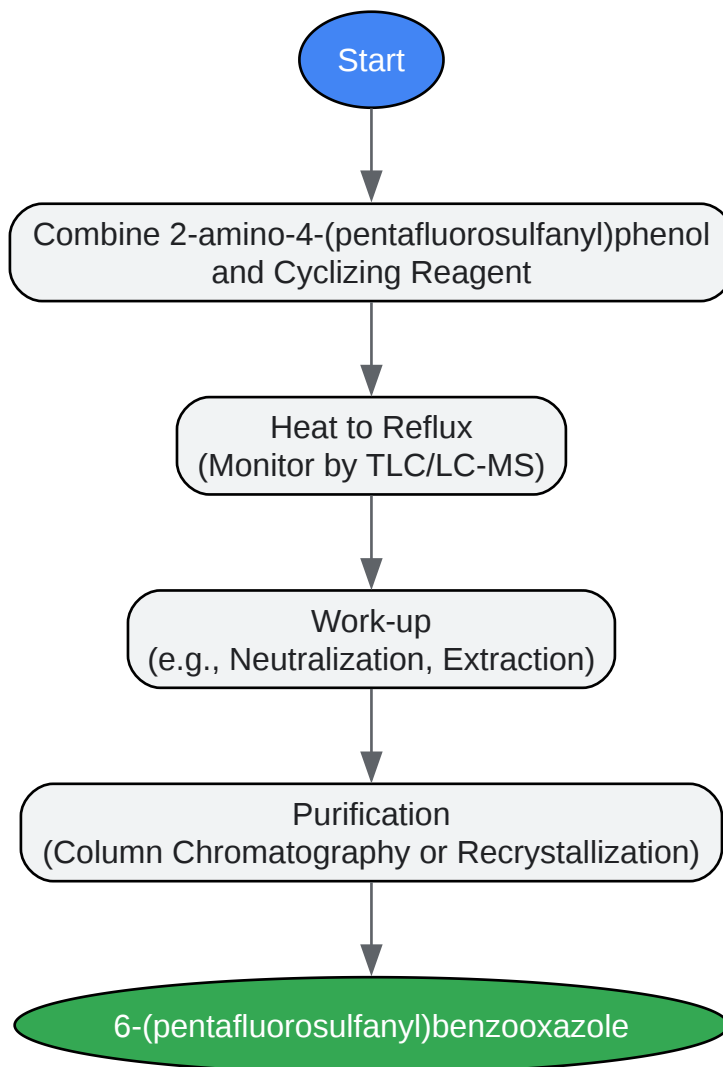 Start
Combine 2-amino-4-(pentafluorosulfanyl)phenol
and Cyclizing Reagent
Heat to Reflux
(Monitor by TLC/LC-MS)
Work-up
(e.g., Neutralization, Extraction)
Purification
(Column Chromatography or Recrystallization)
6-(pentafluorosulfanyl)benzooxazole